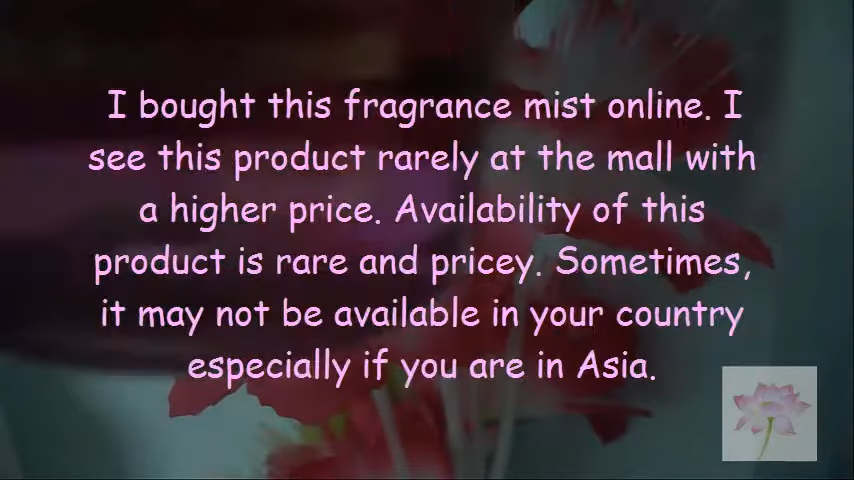 I bought this fragrance mist online. I
see this product rarely at the mall with
a higher price. Availability of this
product is rare and pricey. Sometimes,
it may not be available in your country
especially if you are in Asia.